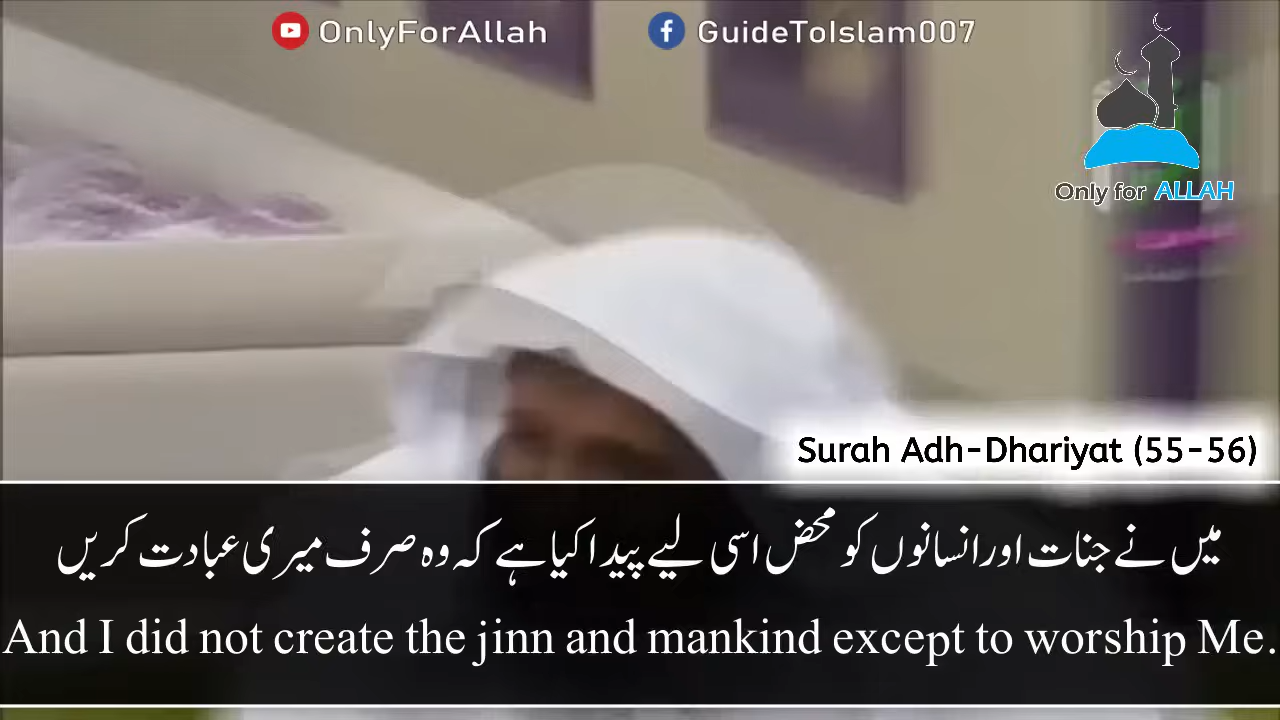 OnlyForAllah
GuideToIslam007
Only for ALLAH
Surah Adh-Dhariyat (55-56)
میں نے جنات اور انسانوں کو محض اسی لیے پیدا کیا ہے کہ وہ صرف میری عبادت کریں
And I did not create the jinn and mankind except to worship Me.